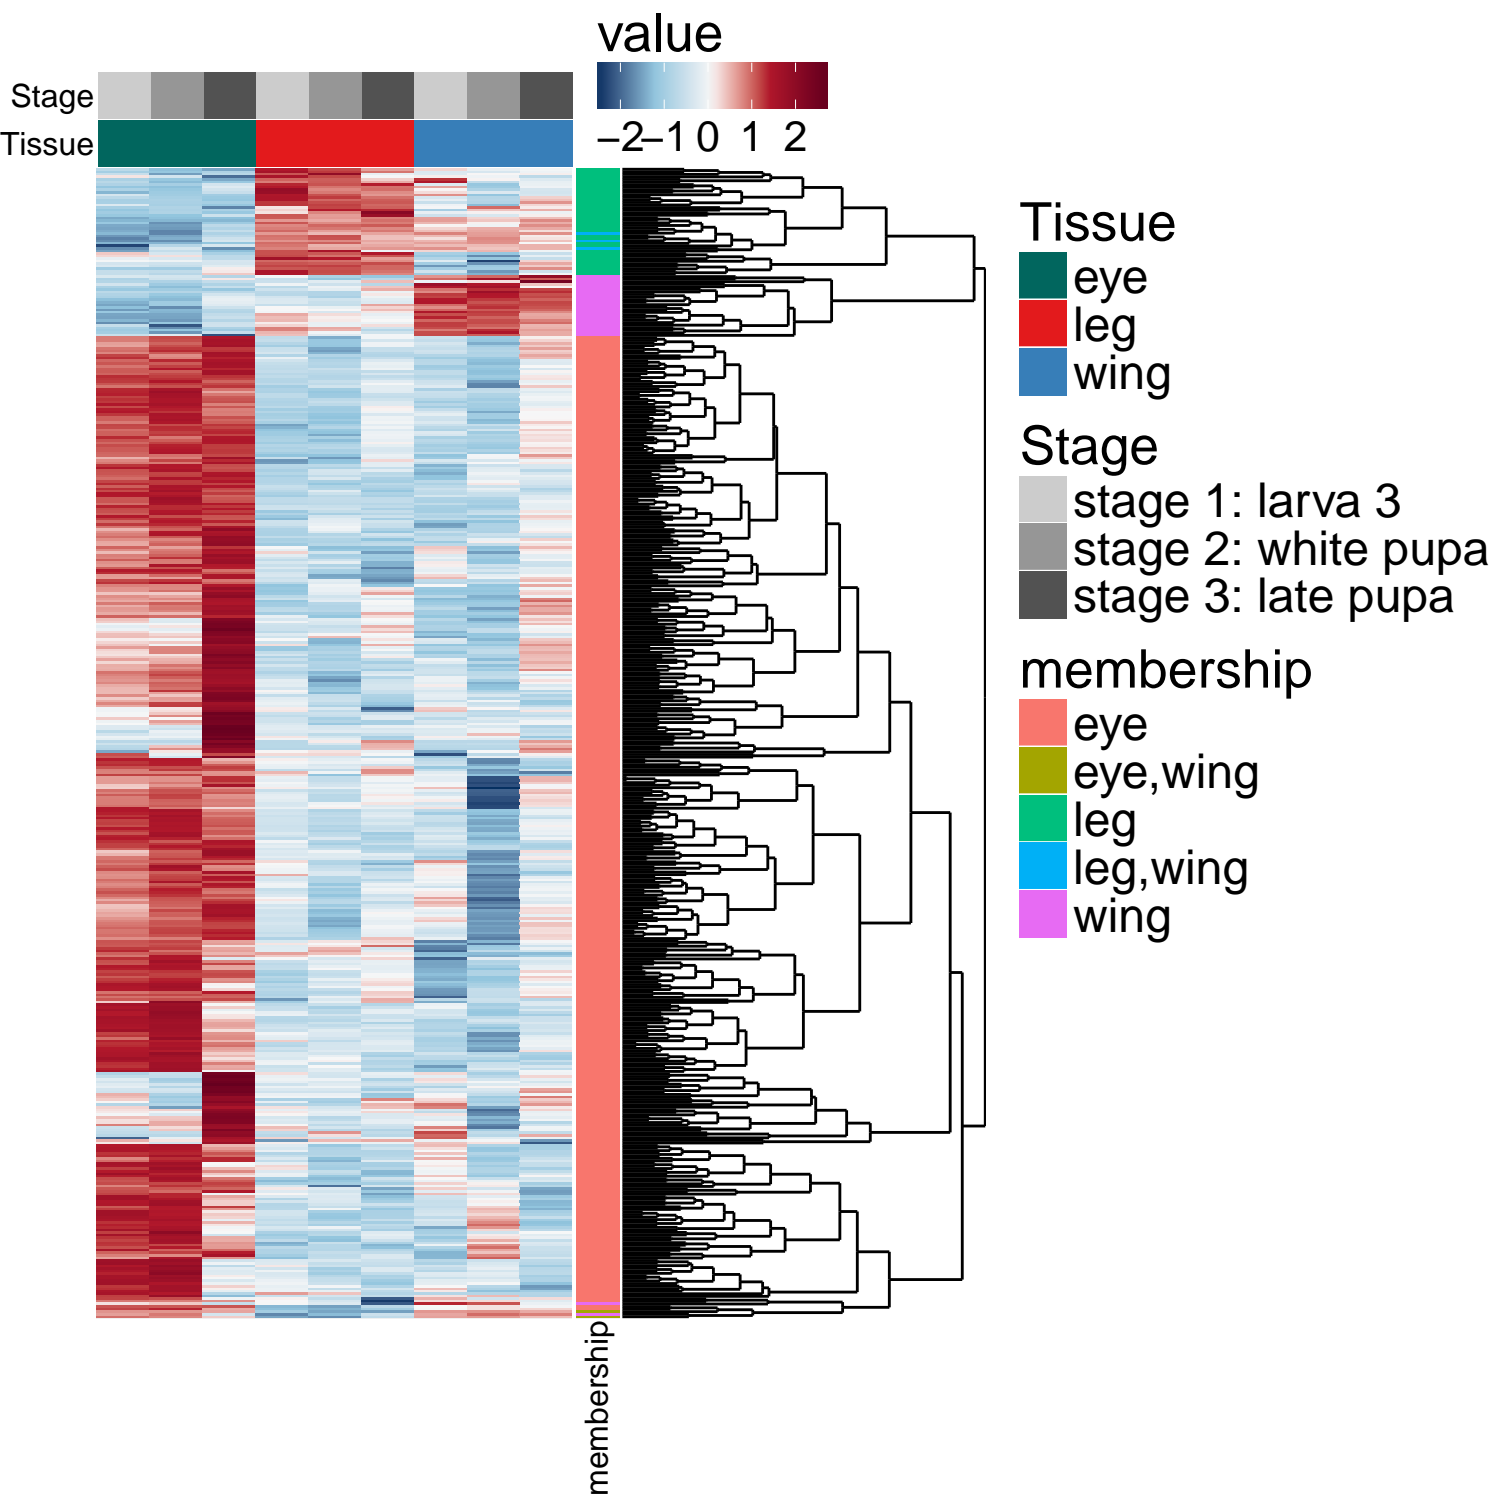 value
−2 −1 0 1 2
Stage
Tissue
Tissue
eye
leg
wing
Stage
stage 1: larva 3
stage 2: white pupa
stage 3: late pupa
membership
eye
eye,wing
leg
leg,wing
wing
membership